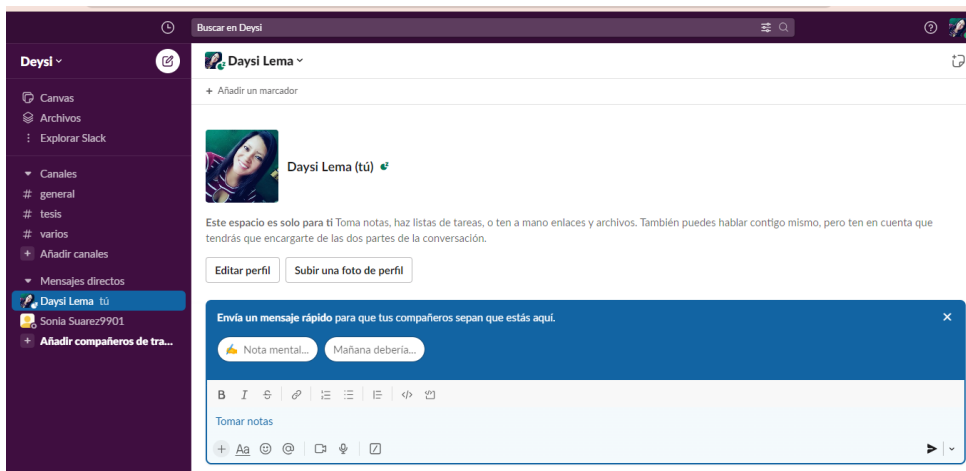 Buscar en Deysi
Deysi
Canvas
Archivos
Explorar Slack
Canales
# general
# tesis
# varios
+ Añadir canales
Mensajes directos
Daysi Lema tú
Sonia Suarez9901
+ Añadir compañeros de tra...
Daysi Lema
+ Añadir un marcador
Daysi Lema (tú)
Este espacio es solo para ti Toma notas, haz listas de tareas, o ten a mano enlaces y archivos. También puedes hablar contigo mismo, pero ten en cuenta que
tendrás que encargarte de las dos partes de la conversación.
Editar perfil
Subir una foto de perfil
Envía un mensaje rápido para que tus compañeros sepan que estás aquí.
✍️ Nota mental...
Mañana debería...
B I S
Tomar notas
+ Aa @